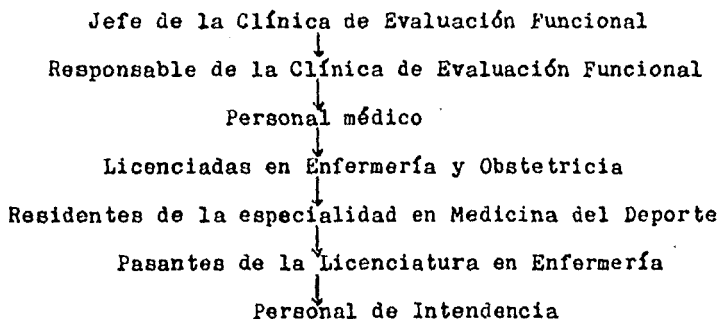 Jefe de la Clínica de Evaluación Funcional
Responsable de la Clínica de Evaluación Funcional
Personal médico
Licenciadas en Enfermería y Obstetricia
Residentes de la especialidad en Medicina del Deporte
Pasantes de la Licenciatura en Enfermería
Personal de Intendencia